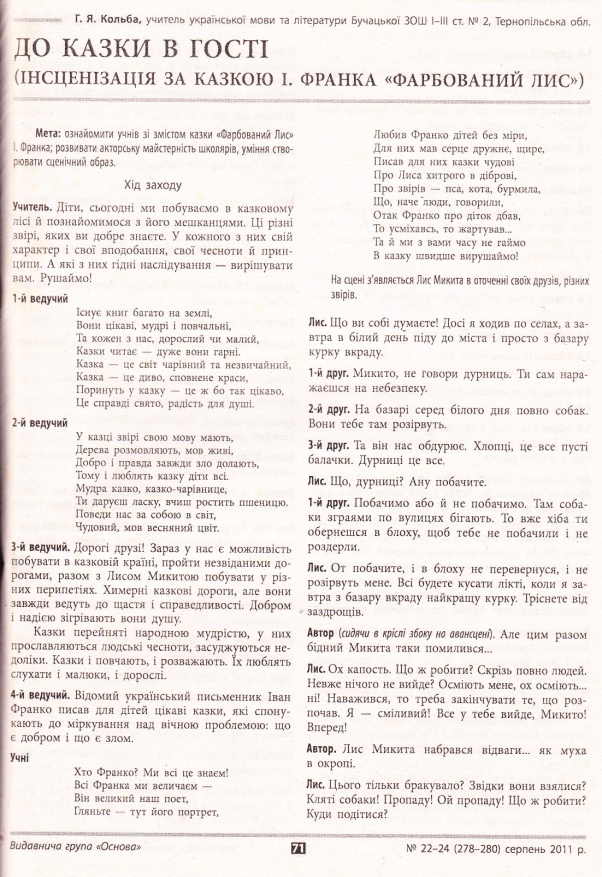 Г. Я. Кольба, учитель української мови та літератури Бучацької ЗОШ І–ІІІ ст. № 2, Тернопільська обл.
ДО КАЗКИ В ГОСТІ
(ІНСЦЕНІЗАЦІЯ ЗА КАЗКОЮ І. ФРАНКА «ФАРБОВАНИЙ ЛИС»)
Мета: ознайомити учнів зі змістом казки «Фарбований Лис»
І. Франка; розвивати акторську майстерність школярів, уміння ство-
рювати сценічний образ.
Хід заходу
Учитель. Діти, сьогодні ми побуваємо в казковому
лісі й познайомимося з його мешканцями. Ці різні
звірі, яких ви добре знаєте. У кожного з них свій
характер і свої вподобання, свої чесноти й прин-
ципи. А які з них гідні наслідування — вирішувати
вам. Рушаймо!
1-й ведучий
Існує книг багато на землі,
Вони цікаві, мудрі і повчальні,
Та кожен з нас, дорослий чи малий,
Казки читає — дуже вони гарні.
Казка — це світ чарівний та незвичайний,
Казка — це диво, сповнене краси,
Поринуть у казку — це ж бо так цікаво,
Це справді свято, радість для душі.
2-й ведучий
У казці звірі свою мову мають,
Дерева розмовляють, мов живі,
Добро і правда завжди зло долають,
Тому і люблять казку діти всі.
Мудра казко, казко-чарівнице,
Ти даруєш ласку, вчиш ростить пшеницю.
Поведи нас за собою в світ,
Чудовий, мов весняний цвіт.
3-й ведучий. Дорогі друзі! Зараз у нас є можливість
побувати в казковій країні, пройти незвіданими до-
рогами, разом з Лисом Микитою побувати у різ-
них перипетіях. Химерні казкові дороги, але вони
завжди ведуть до щастя і справедливості. Добром
і надією зігрівають вони душу.
Казки перейняті народною мудрістю, у них
прославляються людські чесноти, засуджуються не-
доліки. Казки і повчають, і розважають. Їх люблять
слухати і малюки, і дорослі.
4-й ведучий. Відомий український письменник Іван
Франко писав для дітей цікаві казки, які спону-
кають до міркування над вічною проблемою: що
є добром і що є злом.
Учні
Хто Франко? Ми всі це знаєм!
Всі Франка ми величаєм —
Він великий наш поет,
Гляньте — тут його портрет,
Любив Франко дітей без міри,
Для них мав серце дружнє, щире,
Писав для них казки чудові
Про Лиса хитрого в діброві,
Про звірів — пса, кота, бурмила,
Що, наче люди, говорили,
Отак Франко про діток дбав,
То усміхавсь, то жартував...
Та й ми з вами часу не гаймо
В казку швидше вирушаймо!
На сцені з'являється Лис Микита в оточенні своїх друзів, різних
звірів.
Лис. Що ви собі думаєте! Досі я ходив по селах, а за-
втра в білий день піду до міста і просто з базару
курку вкраду.
1-й друг. Микито, не говори дурниць. Ти сам нара-
жаєшся на небезпеку.
2-й друг. На базарі серед білого дня повно собак.
Вони тебе там розірвуть.
3-й друг. Та він нас обдурює. Хлопці, це все пусті
балачки. Дурниці це все.
Лис. Що, дурниці? Ану побачите.
1-й друг. Побачимо або й не побачимо. Там соба-
ки зграями по вулицях бігають. То вже хіба ти
обернешся в блоху, щоб тебе не побачили і не
роздерли.
Лис. От побачите, і в блоху не перевернуся, і не
розірвуть мене. Всі будете кусати лікті, коли я за-
втра з базару вкраду найкращу курку. Тріснете від
заздрощів.
Автор (сидячи в кріслі збоку на авансцені). Але цим разом
бідний Микита таки помилився...
Лис. Ох капость. Що ж робити? Скрізь повно людей.
Невже нічого не вийде? Осміють мене, ох осміють...
ні! Наважився, то треба закінчувати те, що роз-
почав. Я — сміливий! Все у тебе вийде, Микито!
Вперед!
Автор. Лис Микита набрався відваги... як муха
в окропі.
Лис. Цього тільки бракувало? Звідки вони взялися?
Кляті собаки! Пропаду! Ой пропаду! Що ж робити?
Куди подітися?
Видавнича група «Основа»
71
№ 22–24 (278–280) серпень 2011 р.